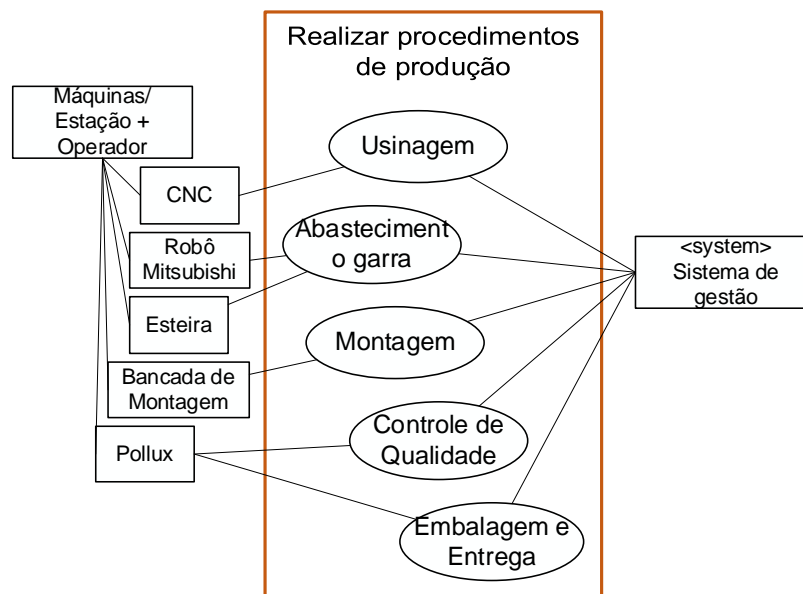 Realizar procedimentos
de produção
Máquinas/
Estação +
Operador
CNC
Robô
Mitsubishi
Esteira
Bancada de
Montagem
Pollux
Usinagem
Abasteciment
o garra
Montagem
Controle de
Qualidade
Embalagem e
Entrega
<system>
Sistema de
gestão